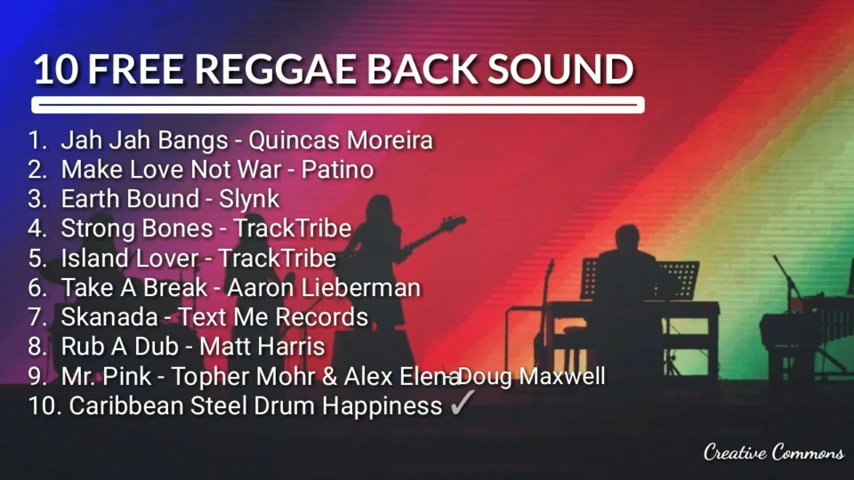 10 FREE REGGAE BACK SOUND
1. Jah Jah Bangs - Quincas Moreira
2. Make Love Not War - Patino
3. Earth Bound - Slynk
4. Strong Bones - TrackTribe
5. Island Lover - TrackTribe
6. Take A Break - Aaron Lieberman
7. Skanada - Text Me Records
8. Rub A Dub - Matt Harris
9. Mr. Pink - Topher Mohr & Alex Elena
- Doug Maxwell
10. Caribbean Steel Drum Happiness ✓
Creative Commons